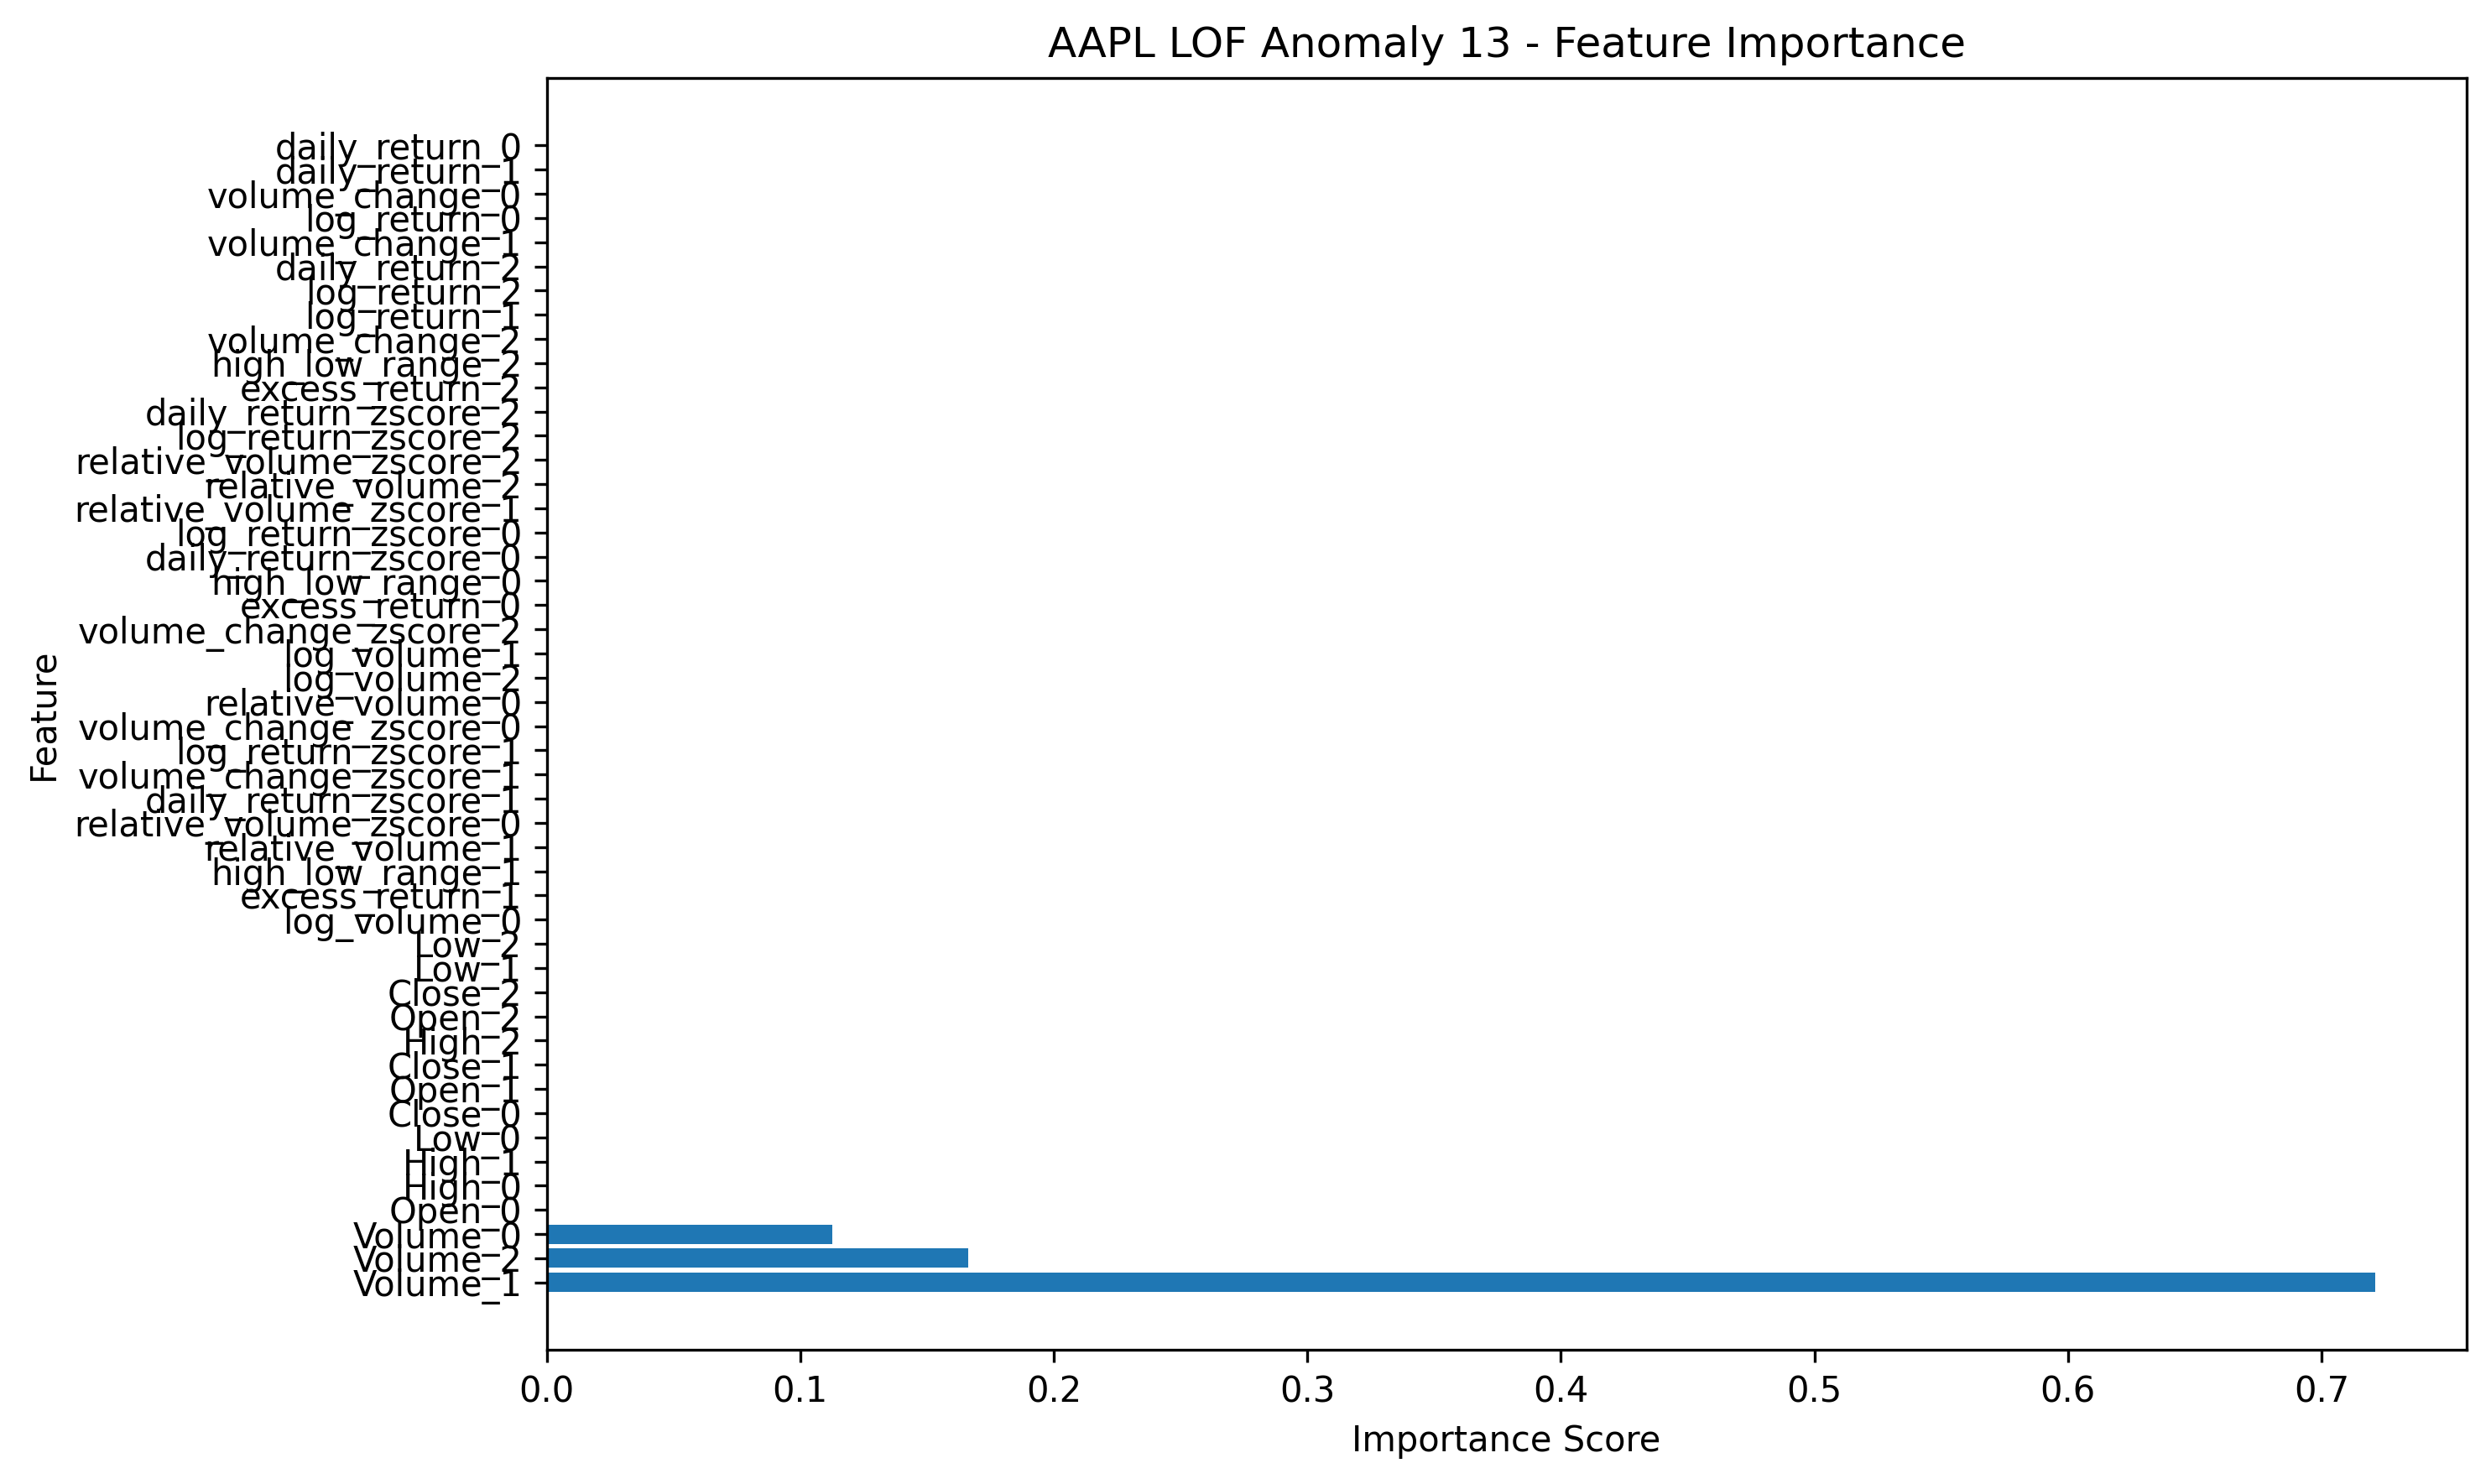 AAPL LOF Anomaly 13 - Feature Importance
daily_return_0
daily_return_1
volume_change_0
log_return_0
volume_change_1
daily_return_2
log_return_2
log_return_1
volume_change_2
high_low_range_2
excess_return_2
daily_return_zscore_2
log_return_zscore_2
relative_volume_zscore_2
relative_volume_2
relative_volume_zscore_1
log_return_zscore_0
daily_return_zscore_0
high_low_range_0
excess_return_0
volume_change_zscore_2
log_volume_1
log_volume_2
relative_volume_0
volume_change_zscore_0
log_return_zscore_1
volume_change_zscore_1
daily_return_zscore_1
relative_volume_zscore_0
relative_volume_1
high_low_range_1
excess_return_1
log_volume_0
Low_2
Low_1
Close_2
Open_2
High_2
Close_1
Open_1
Close_0
Low_0
High_1
High_0
Open_0
Volume_0
Volume_2
Volume_1
Feature
0.0 0.1 0.2 0.3 0.4 0.5 0.6 0.7
Importance Score